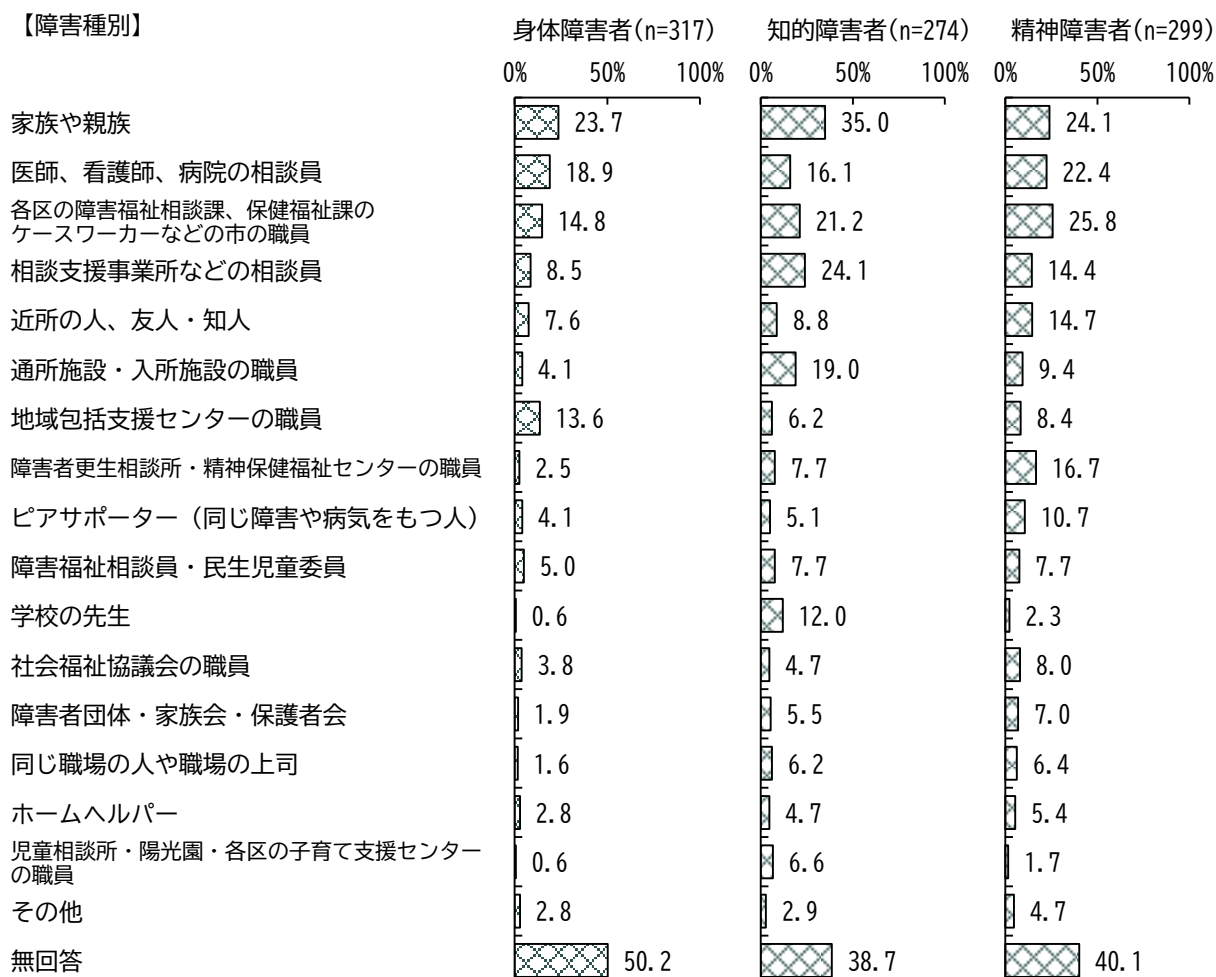 【障害種別】
身体障害者(n=317) 知的障害者(n=274) 精神障害者(n=299)
0% 50% 100% 0% 50% 100% 0% 50% 100%
家族や親族 23.7 35.0 24.1
医師、看護師、病院の相談員 18.9 16.1 22.4
各区の障害福祉相談課、保健福祉課の
ケースワーカーなどの市の職員 14.8 21.2 25.8
相談支援事業所などの相談員 8.5 24.1 14.4
近所の人、友人・知人 7.6 8.8 14.7
通所施設・入所施設の職員 4.1 19.0 9.4
地域包括支援センターの職員 13.6 6.2 8.4
障害者更生相談所・精神保健福祉センターの職員 2.5 7.7 16.7
ピアサポーター（同じ障害や病気をもつ人） 4.1 5.1 10.7
障害福祉相談員・民生児童委員 5.0 7.7 7.7
学校の先生 0.6 12.0 2.3
社会福祉協議会の職員 3.8 4.7 8.0
障害者団体・家族会・保護者会 1.9 5.5 7.0
同じ職場の人や職場の上司 1.6 6.2 6.4
ホームヘルパー 2.8 4.7 5.4
児童相談所・陽光園・各区の子育て支援センター
の職員 0.6 6.6 1.7
その他 2.8 2.9 4.7
無回答 50.2 38.7 40.1